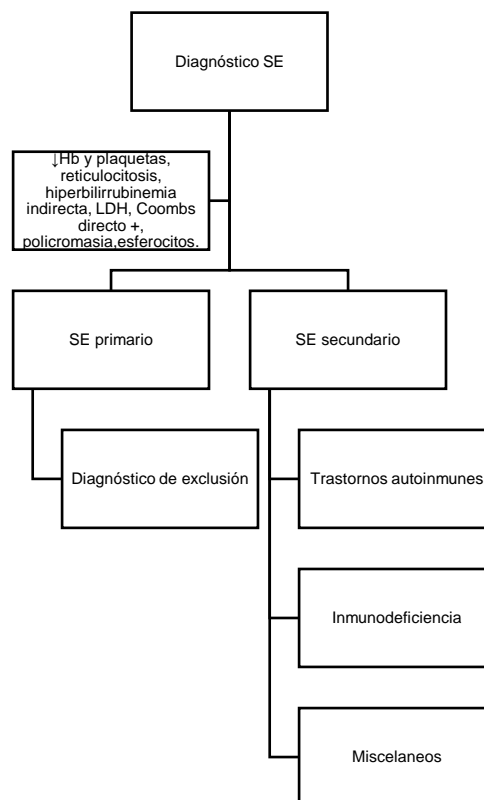 Diagnóstico SE
↓Hb y plaquetas,
reticulocitosis,
hiperbilirrubinemia
indirecta, LDH, Coombs
directo +,
policromasia,esferocitos.
SE primario
SE secundario
Diagnóstico de exclusión
Trastornos autoinmunes
Inmunodeficiencia
Miscelaneos